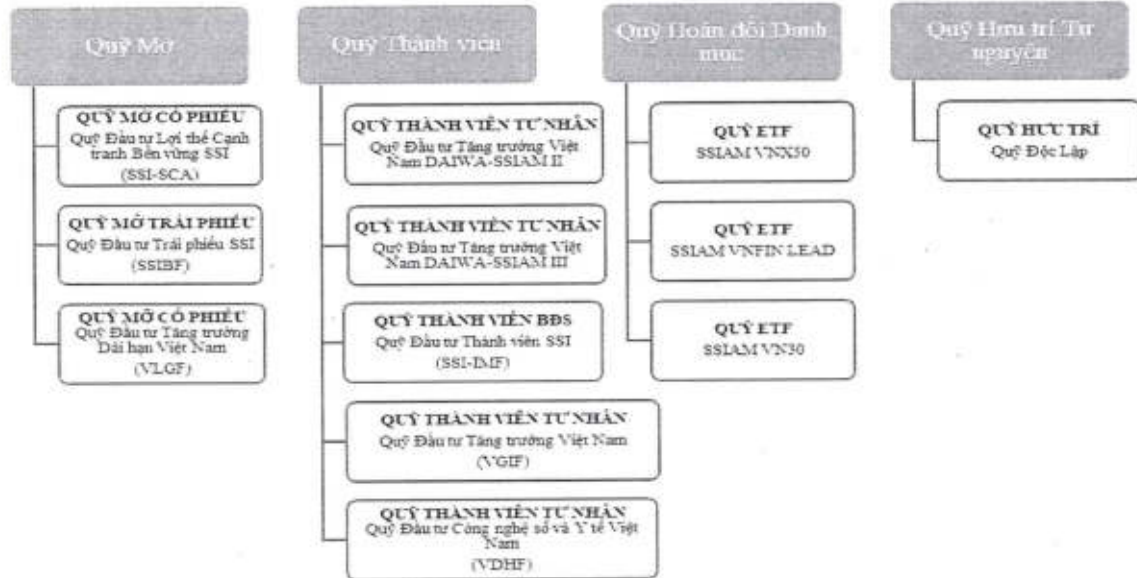 Quỹ Mở
QUỸ MỞ CỔ PHIẾU
Quỹ Đầu tư Lợi thế Cạnh
tranh Bền vững SSI
(SSI-SCA)
QUỸ MỞ TRÁI PHIẾU
Quỹ Đầu tư Trái phiếu SSI
(SSIBF)
QUỸ MỞ CỔ PHIẾU
Quỹ Đầu tư Tăng trưởng
Dài hạn Việt Nam
(VLGF)
Quỹ Thành viên
QUỸ THÀNH VIÊN TƯ NHÂN
Quỹ Đầu tư Tăng trưởng Việt
Nam DAIWA-SSIAM II
QUỸ THÀNH VIÊN TƯ NHÂN
Quỹ Đầu tư Tăng trưởng Việt
Nam DAIWA-SSIAM III
QUỸ THÀNH VIÊN BĐS
Quỹ Đầu tư Thành viên SSI
(SSI-IMF)
QUỸ THÀNH VIÊN TƯ NHÂN
Quỹ Đầu tư Tăng trưởng Việt Nam
(VGIF)
QUỸ THÀNH VIÊN TƯ NHÂN
Quỹ Đầu tư Công nghệ số và Y tế Việt
Nam
(VDHF)
Quỹ Hoán đổi Danh
mục
QUỸ ETF
SSIAM VNX50
QUỸ ETF
SSIAM VNFIN LEAD
QUỸ ETF
SSIAM VN30
Quỹ Hưu trí Tự
nguyện
QUỸ HƯU TRÍ
Quỹ Độc Lập